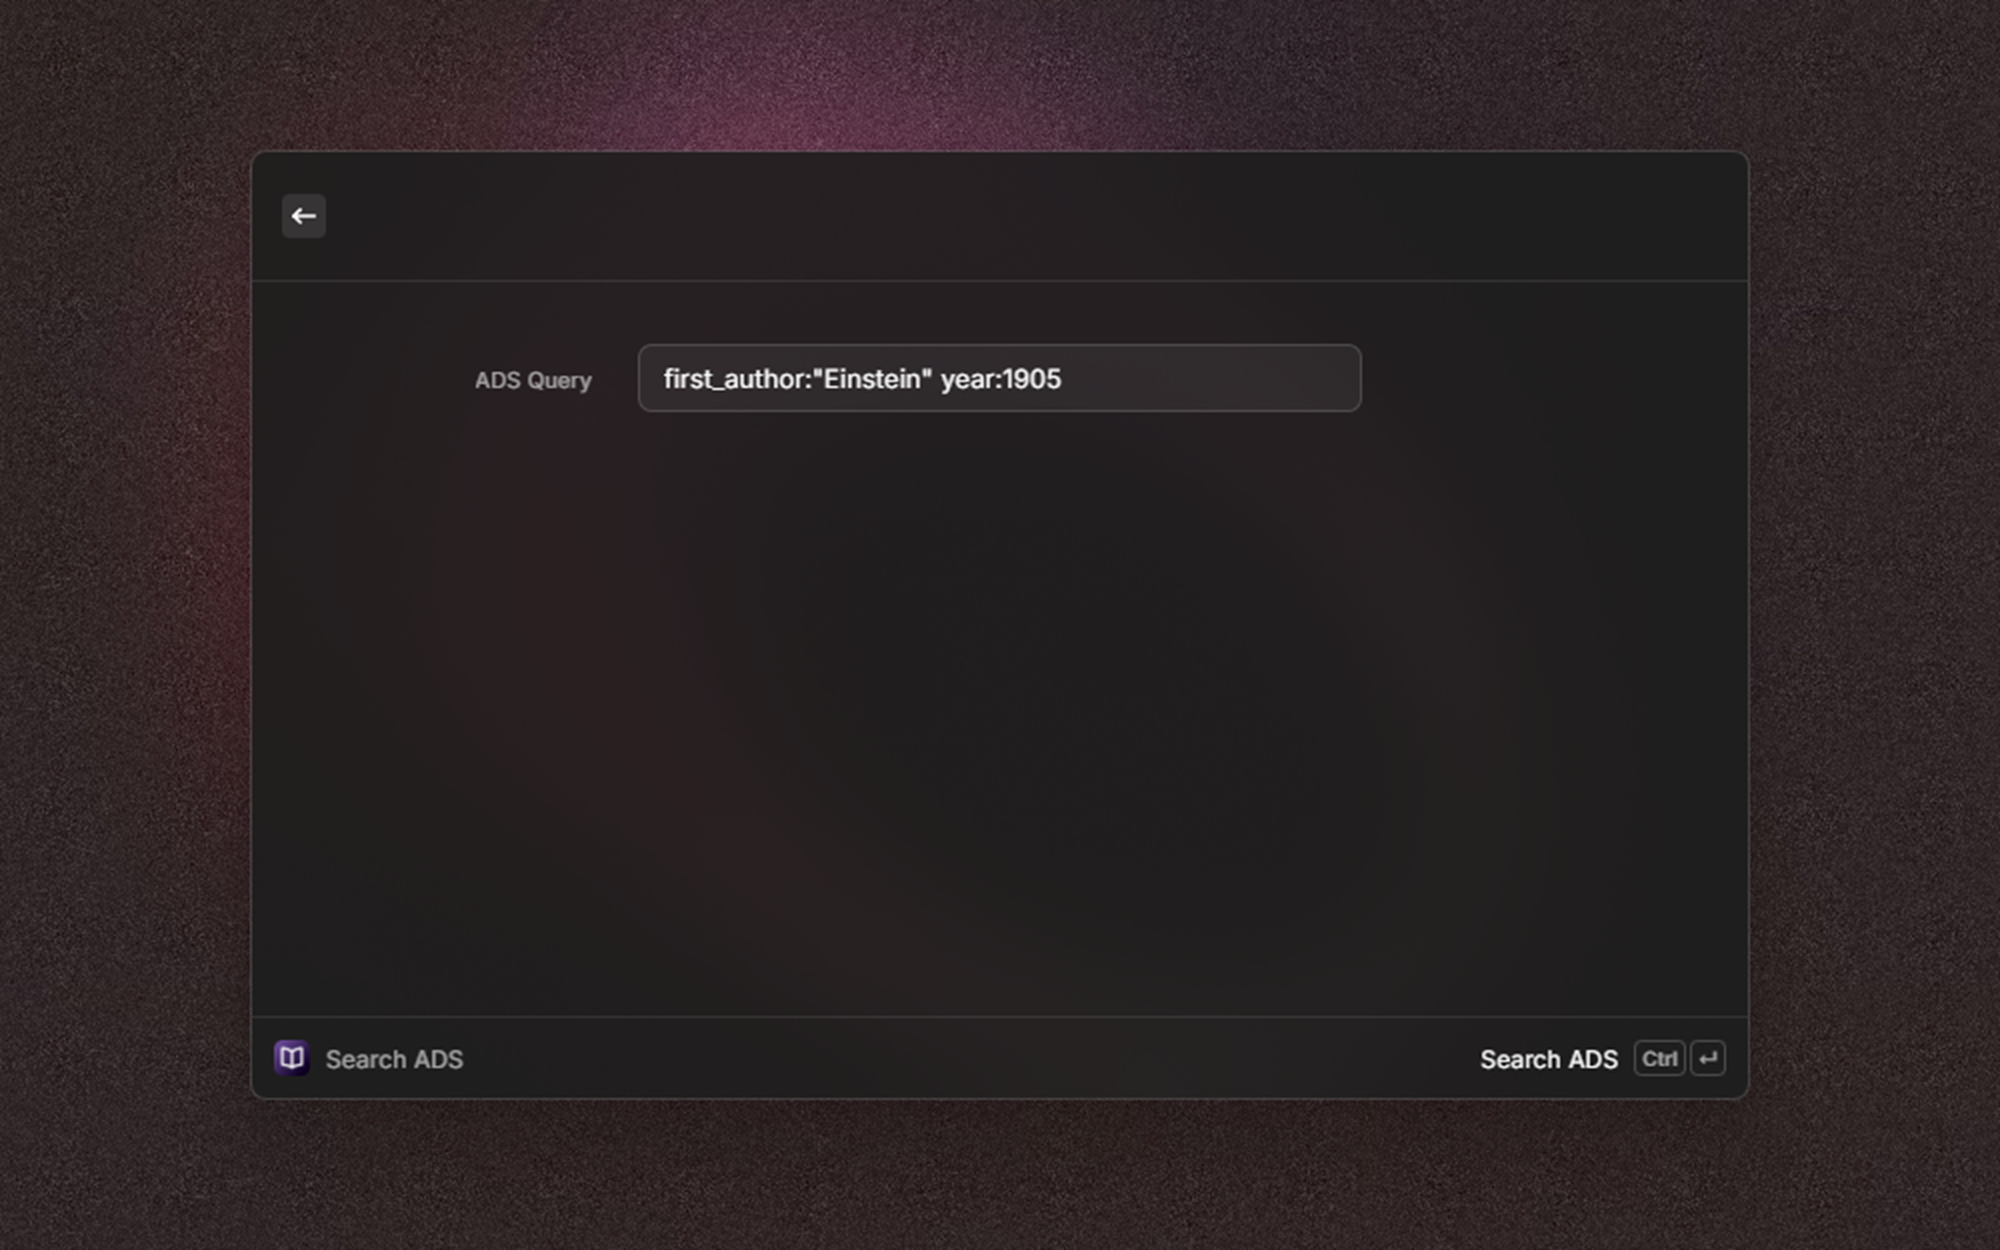 ADS Query first_author:"Einstein" year:1905
Search ADS Search ADS Ctrl ↵